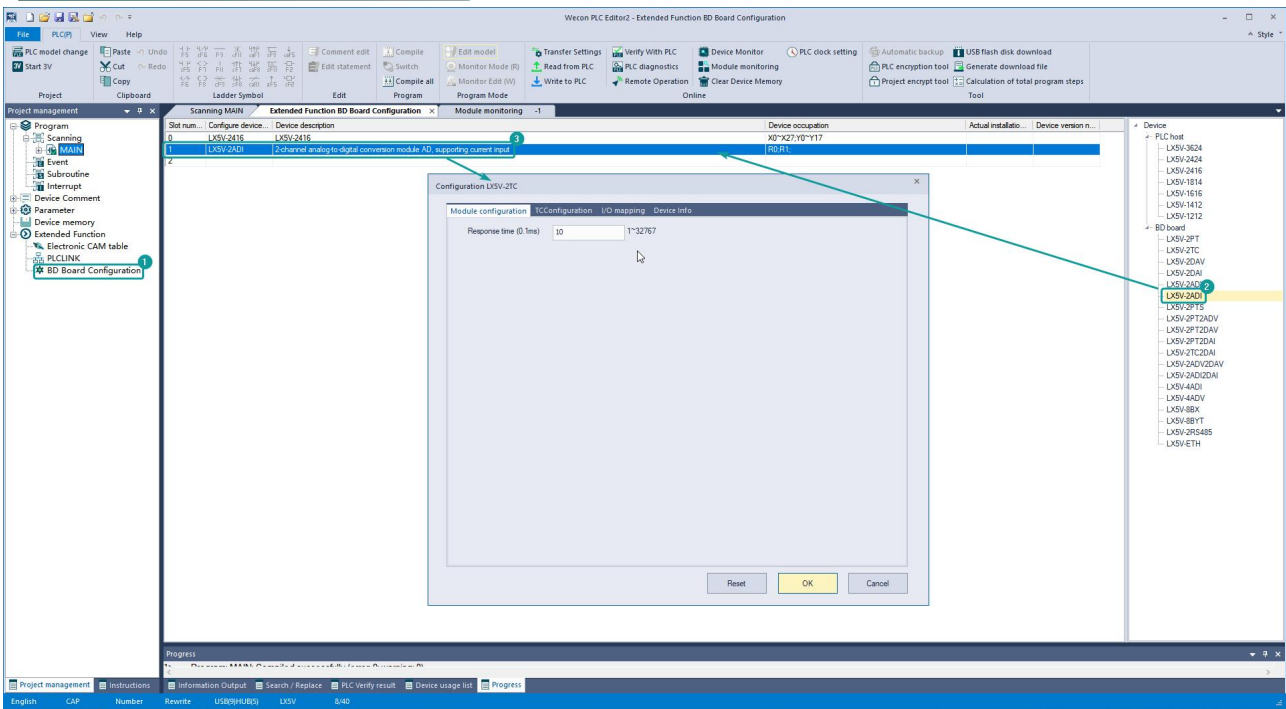 Wecon PLC Editor2 - Extended Function BD Board Configuration
File PLC(P) View Help
Style
PLC model change Paste Undo Comment edit Compile Edit model Transfer Settings Verify With PLC Device Monitor PLC clock setting Automatic backup USB flash disk download
Start 3V Cut Redo Edit statement Switch Monitor Mode (R) Read from PLC PLC diagnostics Module monitoring PLC encryption tool Generate download file
Copy Compile all Monitor Edit (W) Write to PLC Remote Operation Clear Device Memory Project encrypt tool Calculation of total program steps
Project Clipboard Ladder Symbol Edit Program Program Mode Online Tool
Project management
Scanning MAIN Extended Function BD Board Configuration × Module monitoring -1
Program
Scanning
MAIN
Event
Subroutine
Interrupt
Device Comment
Parameter
Device memory
Extended Function
Electronic CAM table
PLCLINK
BD Board Configuration
1
Slot num... Configure device... Device description Device occupation Actual installatio... Device version n...
0 LX5V-2416 LX5V-2416 X0~X27;Y0~Y17
3
1 LX5V-2ADI 2-channel analog-to-digital conversion module AD, supporting current input R0;R1;
2
Configuration LX5V-2TC
Module configuration TCConfiguration I/O mapping Device Info
Response time (0.1ms) 10 1~32767
Reset OK Cancel
Device
PLC host
LX5V-3624
LX5V-2424
LX5V-2416
LX5V-1814
LX5V-1616
LX5V-1412
LX5V-1212
BD board
LX5V-2PT
LX5V-2TC
LX5V-2DAV
LX5V-2DAI
2
LX5V-2ADI
LX5V-2PTS
LX5V-2PT2ADV
LX5V-2PT2DAV
LX5V-2PT2DAI
LX5V-2TC2DAI
LX5V-2ADV2DAV
LX5V-2ADI2DAI
LX5V-4ADI
LX5V-4ADV
LX5V-8BX
LX5V-8BYT
LX5V-2RS485
LX5V-ETH
Progress
Project management Instructions Information Output Search / Replace PLC Verify result Device usage list Progress
English CAP Number Rewrite USB(9)HUB(5) LX5V 8/40